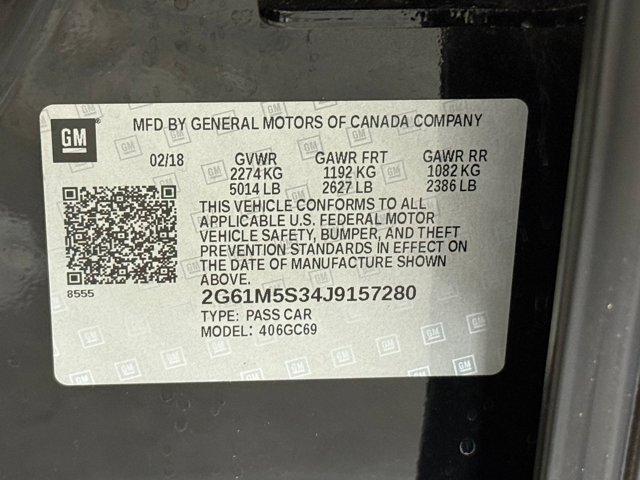 GM
MFD BY GENERAL MOTORS OF CANADA COMPANY
02/18 GVWR GAWR FRT GAWR RR
2274 KG 1192 KG 1082 KG
5014 LB 2627 LB 2386 LB
THIS VEHICLE CONFORMS TO ALL
APPLICABLE U.S. FEDERAL MOTOR
VEHICLE SAFETY, BUMPER, AND THEFT
PREVENTION STANDARDS IN EFFECT ON
THE DATE OF MANUFACTURE SHOWN
ABOVE.
8555
2G61M5S34J9157280
TYPE: PASS CAR
MODEL: 406GC69